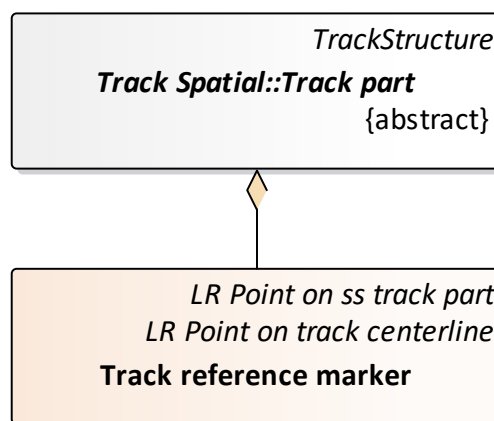 TrackStructure
Track Spatial::Track part
{abstract}
LR Point on ss track part
LR Point on track centerline
Track reference marker